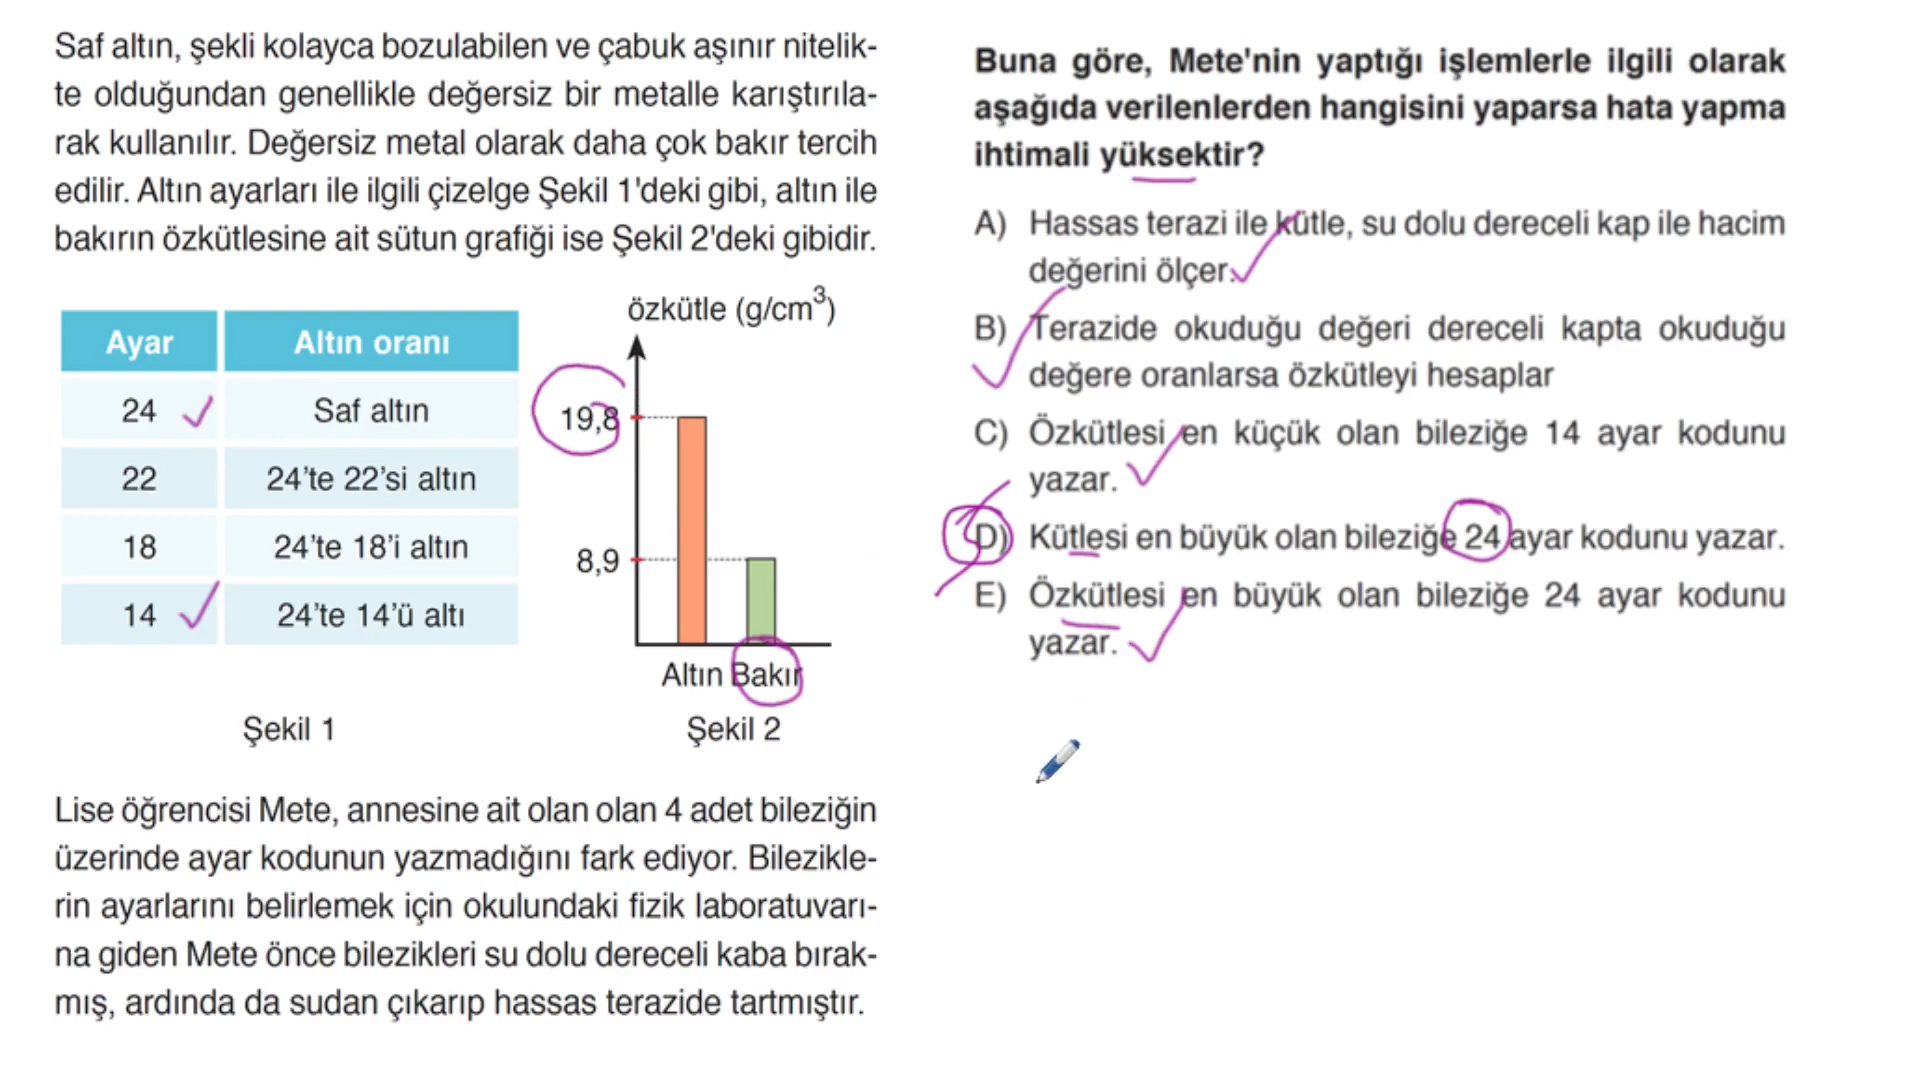 Saf altın, şekli kolayca bozulabilen ve çabuk aşınır nitelik-
te olduğundan genellikle değersiz bir metalle karıştırıla-
rak kullanılır. Değersiz metal olarak daha çok bakır tercih
edilir. Altın ayarları ile ilgili çizelge Şekil 1'deki gibi, altın ile
bakırın özkütlesine ait sütun grafiği ise Şekil 2'deki gibidir.
Ayar Altın oranı
24 Saf altın
22 24'te 22'si altın
18 24'te 18'i altın
14 24'te 14'ü altı
Şekil 1
özkütle (g/cm³)
19,8
8,9
Altın Bakır
Şekil 2
Lise öğrencisi Mete, annesine ait olan olan 4 adet bileziğin
üzerinde ayar kodunun yazmadığını fark ediyor. Bilezikle-
rin ayarlarını belirlemek için okulundaki fizik laboratuvarı-
na giden Mete önce bilezikleri su dolu dereceli kaba bırak-
mış, ardında da sudan çıkarıp hassas terazide tartmıştır.
Buna göre, Mete'nin yaptığı işlemlerle ilgili olarak
aşağıda verilenlerden hangisini yaparsa hata yapma
ihtimali yüksektir?
A) Hassas terazi ile kütle, su dolu dereceli kap ile hacim
değerini ölçer.
B) Terazide okuduğu değeri dereceli kapta okuduğu
değere oranlarsa özkütleyi hesaplar
C) Özkütlesi en küçük olan bileziğe 14 ayar kodunu
yazar.
D) Kütlesi en büyük olan bileziğe 24 ayar kodunu yazar.
E) Özkütlesi en büyük olan bileziğe 24 ayar kodunu
yazar.